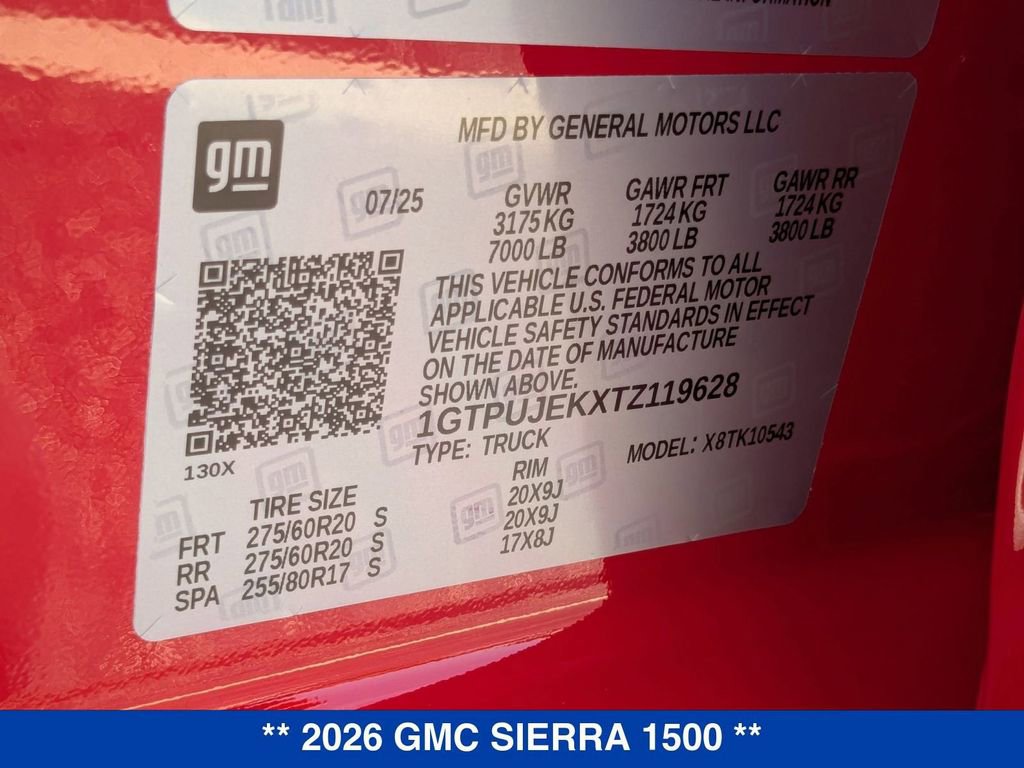 INFORMATION
gm
MFD BY GENERAL MOTORS LLC
07/25
GVWR
3175 KG
7000 LB
GAWR FRT
1724 KG
3800 LB
GAWR RR
1724 KG
3800 LB
THIS VEHICLE CONFORMS TO ALL
APPLICABLE U.S. FEDERAL MOTOR
VEHICLE SAFETY STANDARDS IN EFFECT
ON THE DATE OF MANUFACTURE
SHOWN ABOVE.
1GTPUJEKXTZ119628
TYPE: TRUCK
MODEL: X8TK10543
130X
TIRE SIZE RIM
FRT 275/60R20 S 20X9J
RR 275/60R20 S 20X9J
SPA 255/80R17 S 17X8J
** 2026 GMC SIERRA 1500 **